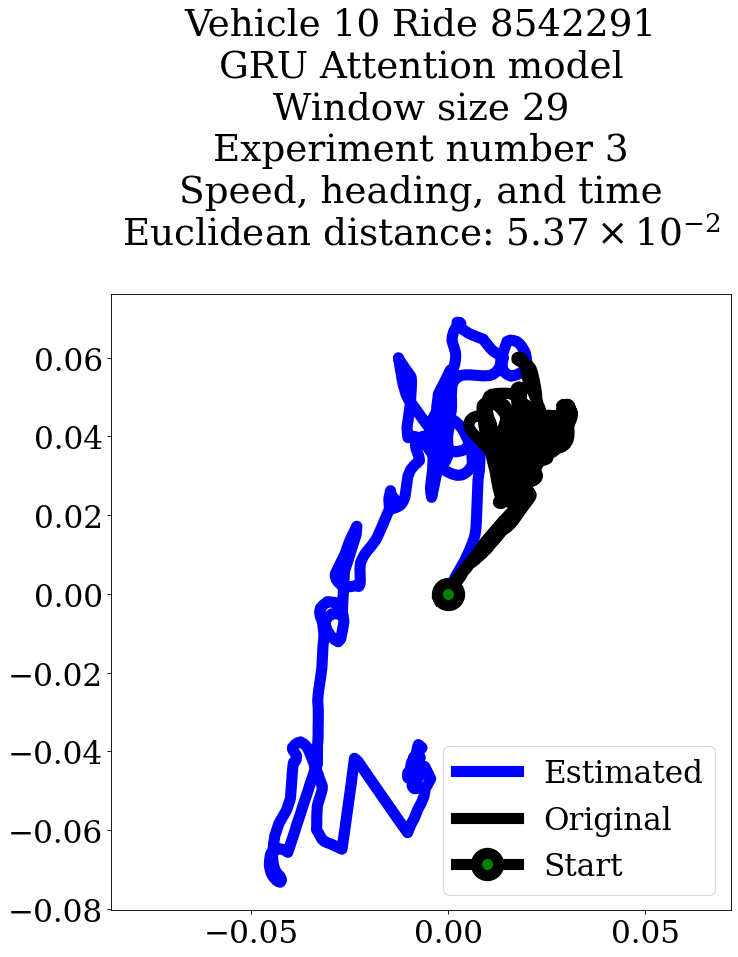 Vehicle 10 Ride 8542291
GRU Attention model
Window size 29
Experiment number 3
Speed, heading, and time
Euclidean distance: 5.37 × 10⁻²
0.06
0.04
0.02
0.00
−0.02
−0.04
−0.06
−0.08
−0.05 0.00 0.05
Estimated
Original
Start